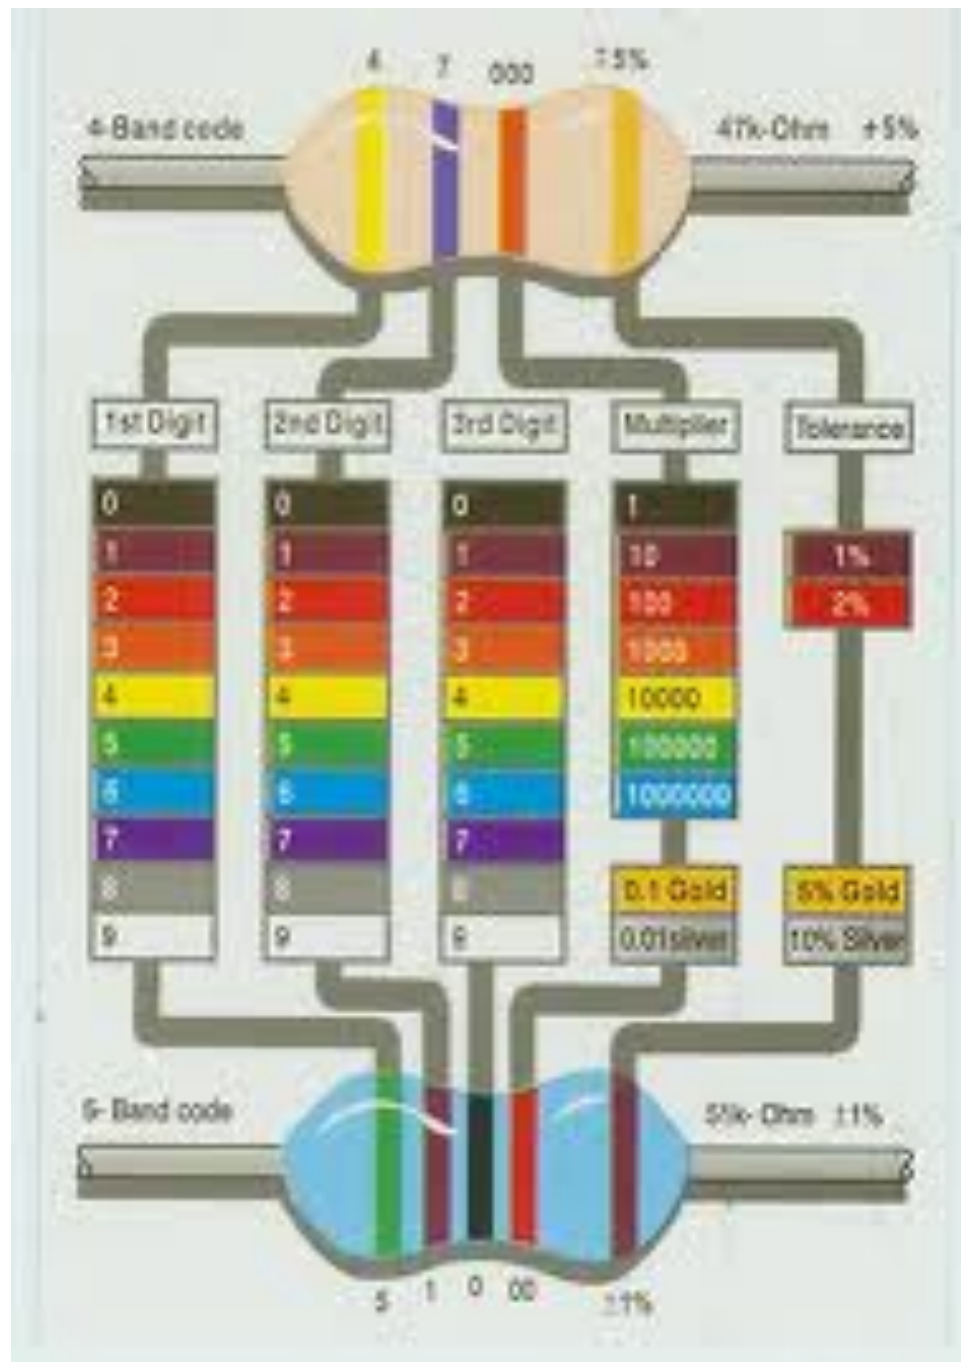 4 7 000 ∓5%
4-Band code 47k-Ohm ±5%
1st Digit 2nd Digit 3rd Digit Multiplier Tolerance
0 0 0 1
1 1 1 10 1%
2 2 2 100 2%
3 3 3 1000
4 4 4 10000
5 5 5 100000
6 6 6 1000000
7 7 7
8 8 8 0.1 Gold 5% Gold
9 9 9 0.01silver 10% Silver
5- Band code 51k- Ohm ±1%
5 1 0 00 ±1%